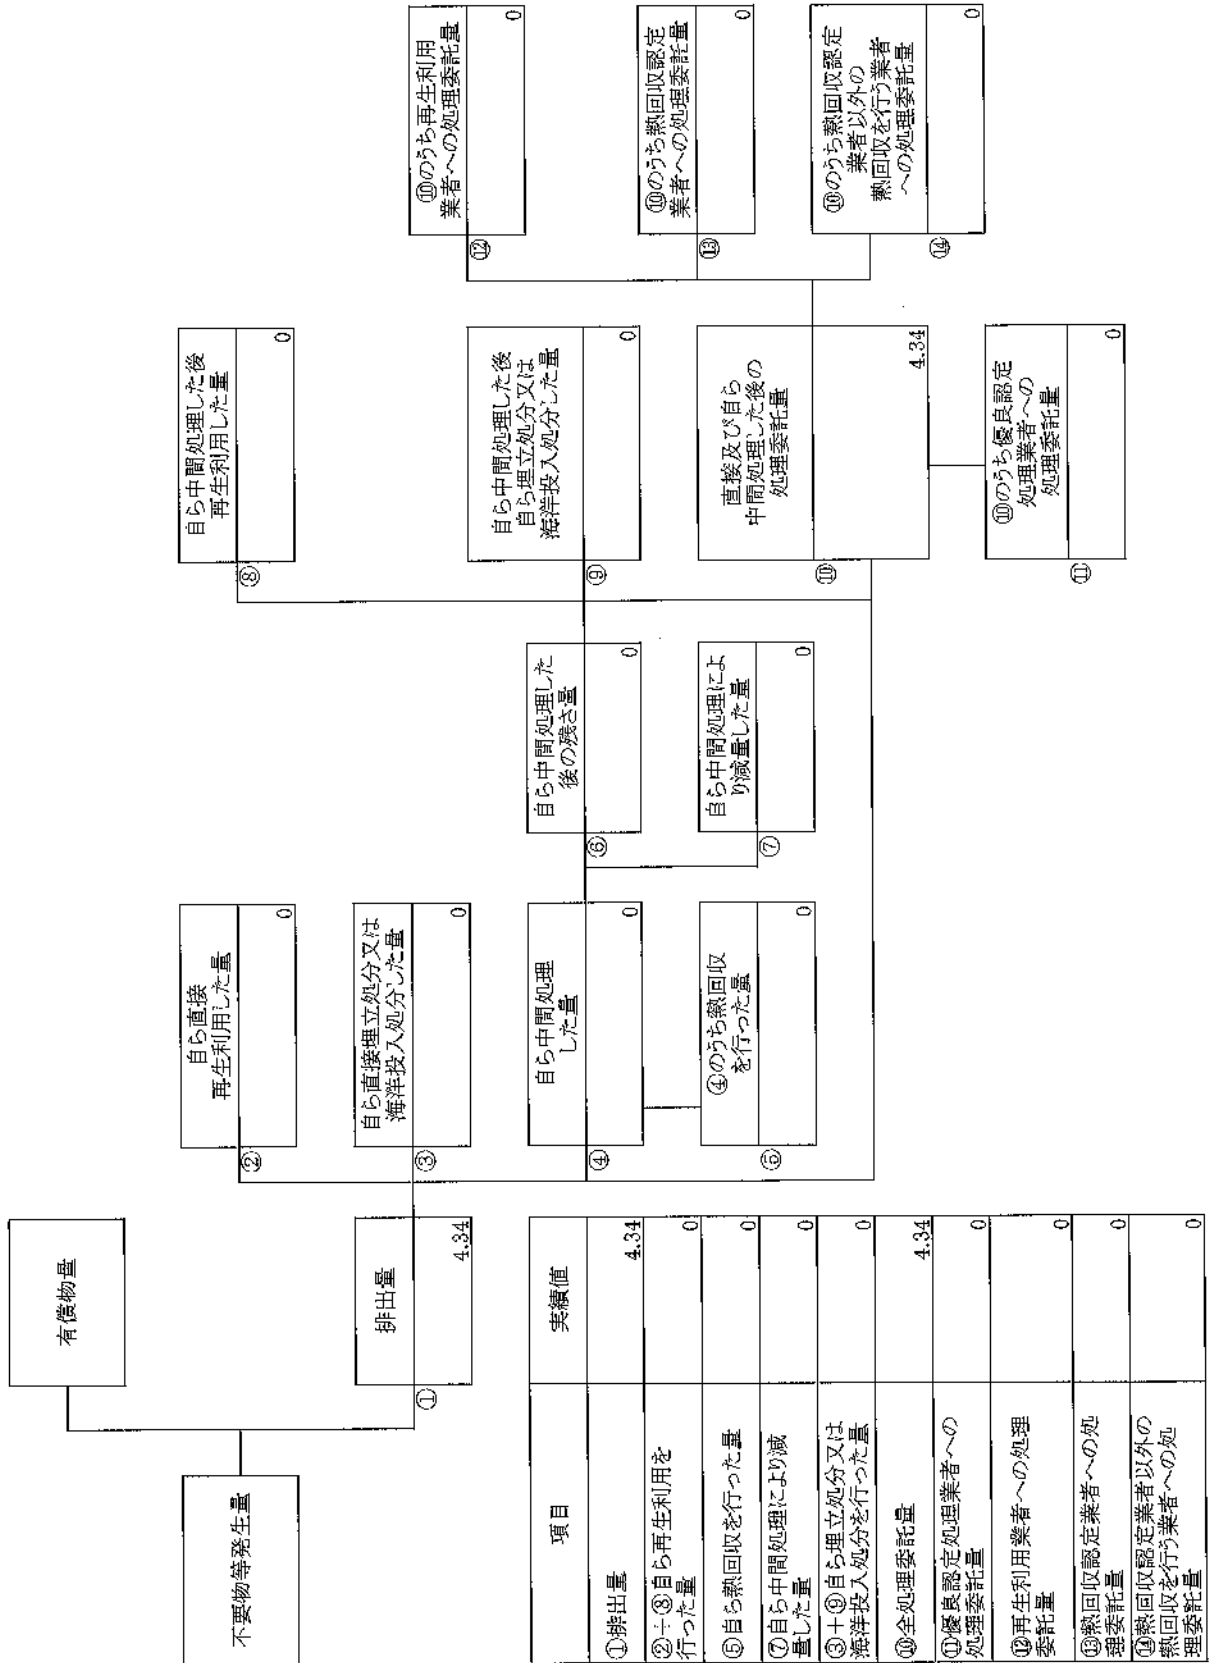 不要物等発生量
有償物量
①
排出量
4.34
②
自ら直接
再生利用した量
0
③
自ら直接埋立処分又は
海洋投入処分した量
0
④
自ら中間処理
した量
0
⑤
④のうち熱回収
を行った量
0
⑥
自ら中間処理した
後の残さ量
0
⑦
自ら中間処理によ
り減量した量
0
⑧
自ら中間処理した後
再生利用した量
0
⑨
自ら中間処理した後
自ら埋立処分又は
海洋投入処分した量
0
⑩
直接及び自ら
中間処理した後の
処理委託量
4.34
⑪
⑩のうち優良認定
処理業者への
処理委託量
0
⑫
⑩のうち再生利用
業者への処理委託量
0
⑬
⑩のうち熱回収認定
業者への処理委託量
0
⑭
⑩のうち熱回収認定
業者以外の
熱回収を行う業者
への処理委託量
0
項目 実績値
①排出量 4.34
②+⑧自ら再生利用を
行った量 0
⑤自ら熱回収を行った量 0
⑦自ら中間処理により減
量した量 0
③+⑨自ら埋立処分又は
海洋投入処分を行った量 0
⑩全処理委託量 4.34
⑪優良認定処理業者への
処理委託量 0
⑫再生利用業者への処理
委託量 0
⑬熱回収認定業者への処
理委託量 0
⑭熱回収認定業者以外の
熱回収を行う業者への処
理委託量 0